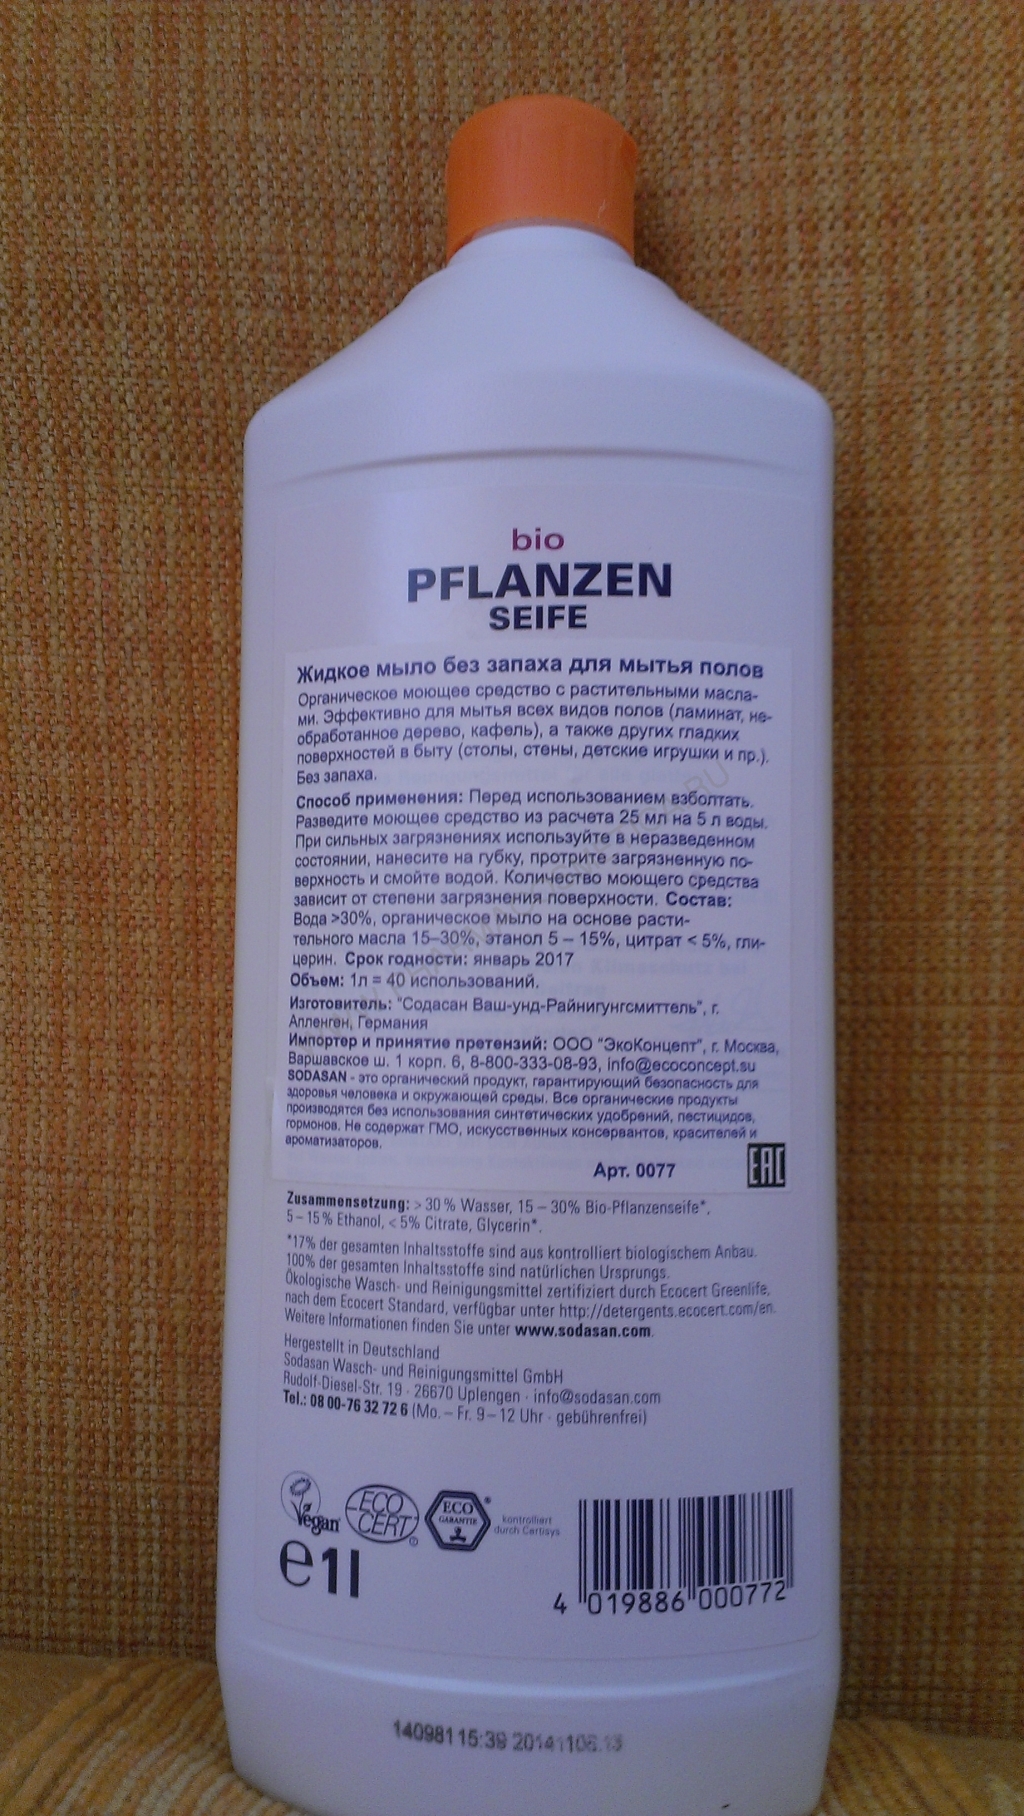 bio
PFLANZEN
SEIFE
Жидкое мыло без запаха для мытья полов
Органическое моющее средство с растительными масла-
ми. Эффективно для мытья всех видов полов (ламинат, не-
обработанное дерево, кафель), а также других гладких
поверхностей в быту (столы, стены, детские игрушки и пр.).
Без запаха.
Способ применения: Перед использованием взболтать.
Разведите моющее средство из расчета 25 мл на 5 л воды.
При сильных загрязнениях используйте в неразведенном
состоянии, нанесите на губку, протрите загрязненную по-
верхность и смойте водой. Количество моющего средства
зависит от степени загрязнения поверхности. Состав:
Вода >30%, органическое мыло на основе расти-
тельного масла 15–30%, этанол 5 – 15%, цитрат < 5%, гли-
церин. Срок годности: январь 2017
Объем: 1л = 40 использований.
Изготовитель: "Содасан Ваш-унд-Райнигунгсмиттель", г.
Апленген, Германия
Импортер и принятие претензий: ООО "ЭкоКонцепт", г. Москва,
Варшавское ш. 1 корп. 6, 8-800-333-08-93, info@ecoconcept.su
SODASAN - это органический продукт, гарантирующий безопасность для
здоровья человека и окружающей среды. Все органические продукты
производятся без использования синтетических удобрений, пестицидов,
гормонов. Не содержат ГМО, искусственных консервантов, красителей и
ароматизаторов.
Арт. 0077
EAC
Zusammensetzung: > 30 % Wasser, 15 – 30% Bio-Pflanzenseife*,
5 – 15 % Ethanol, < 5% Citrate, Glycerin*.
*17% der gesamten Inhaltsstoffe sind aus kontrolliert biologischem Anbau.
100% der gesamten Inhaltsstoffe sind natürlichen Ursprungs.
Ökologische Wasch- und Reinigungsmittel zertifiziert durch Ecocert Greenlife,
nach dem Ecocert Standard, verfügbar unter http://detergents.ecocert.com/en.
Weitere Informationen finden Sie unter www.sodasan.com.
Hergestellt in Deutschland
Sodasan Wasch- und Reinigungsmittel GmbH
Rudolf-Diesel-Str. 19 · 26670 Uplengen · info@sodasan.com
Tel.: 08 00-76 32 72 6 (Mo. – Fr. 9 – 12 Uhr · gebührenfrei)
Vegan
ECO
CERT
ECO
GARANTIE
kontrolliert
durch Certisys
e 1l
4 019886 000772
14098115:39